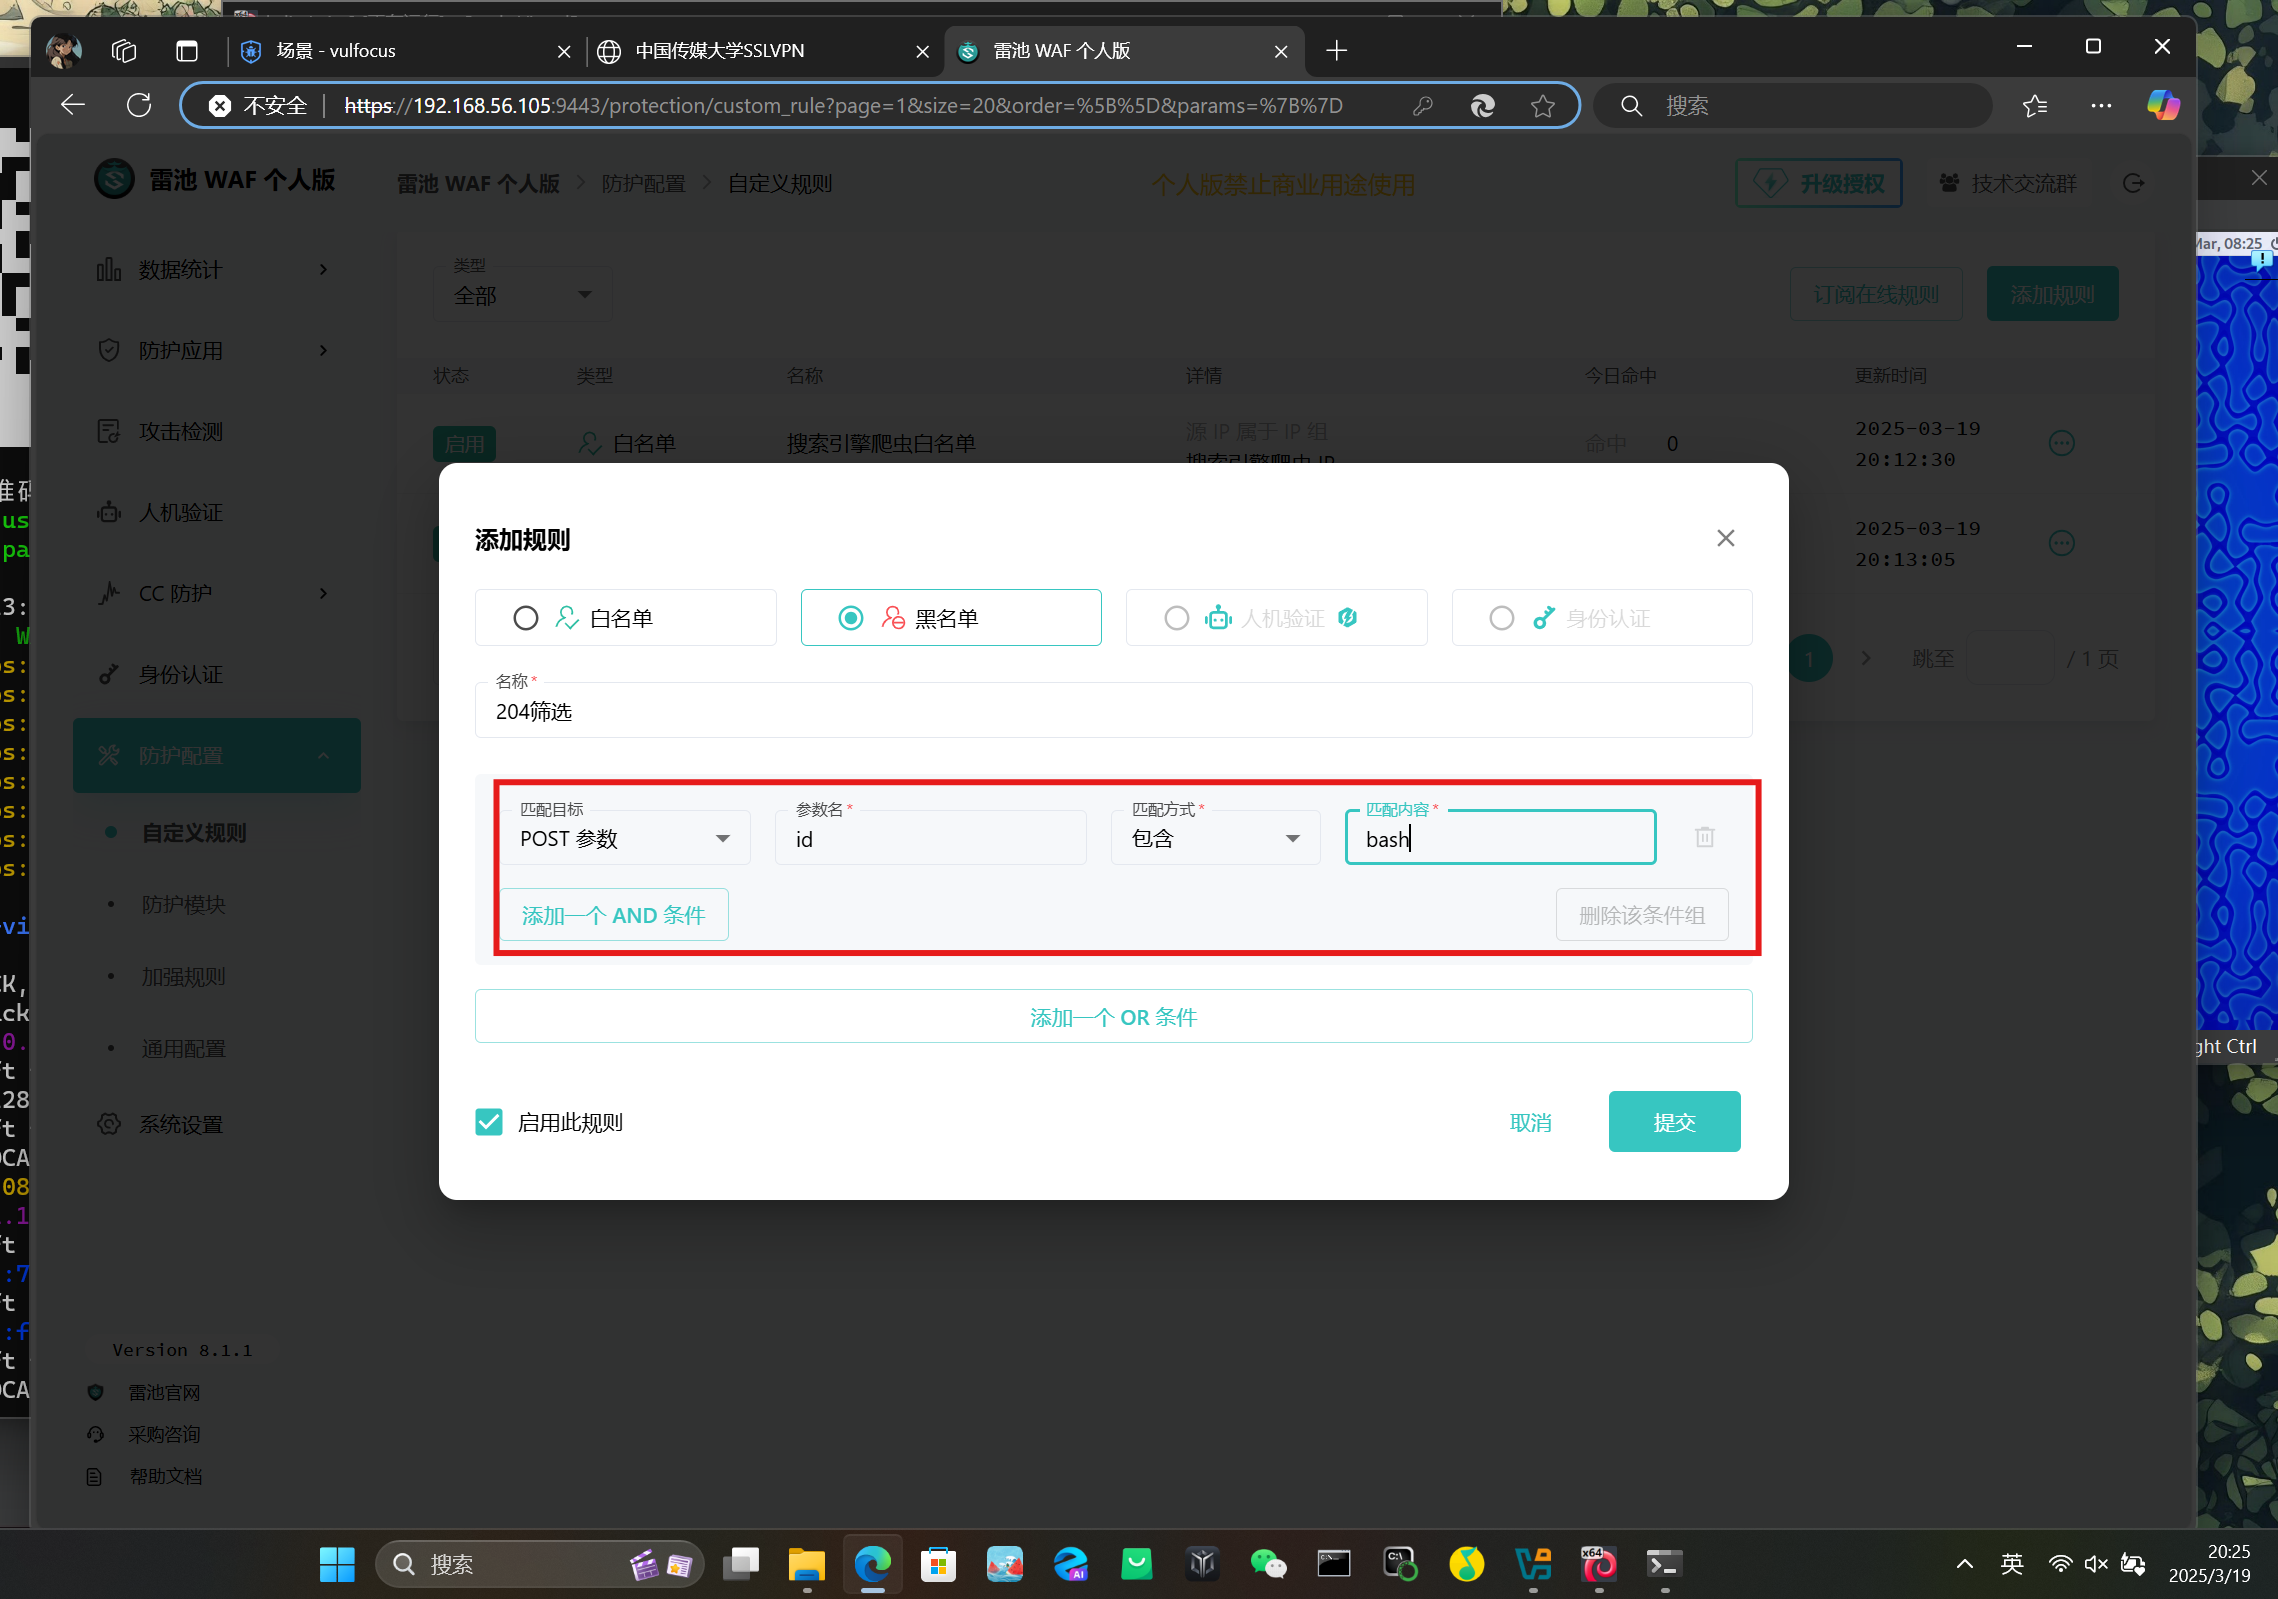 场景 - vulfocus
中国传媒大学SSLVPN
雷池 WAF 个人版
不安全
https://192.168.56.105:9443/protection/custom_rule?page=1&size=20&order=%5B%5D&params=%7B%7D
搜索
雷池 WAF 个人版
雷池 WAF 个人版 > 防护配置 > 自定义规则
个人版禁止商业用途使用
升级授权
技术交流群
Mar, 08:25
数据统计
防护应用
攻击检测
人机验证
CC 防护
身份认证
防护配置
自定义规则
防护模块
加强规则
通用配置
系统设置
Version 8.1.1
雷池官网
采购咨询
帮助文档
类型
全部
订阅在线规则
添加规则
状态 类型 名称 详情 今日命中 更新时间
启用 白名单 搜索引擎爬虫白名单
源 IP 属于 IP 组
搜索引擎爬虫 IP
命中 0
2025-03-19
20:12:30
2025-03-19
20:13:05
1
跳至 / 1 页
添加规则
白名单
黑名单
人机验证
身份认证
名称 *
204筛选
匹配目标 参数名 * 匹配方式 * 匹配内容 *
POST 参数 id 包含 bash
添加一个 AND 条件
删除该条件组
添加一个 OR 条件
启用此规则
取消
提交
ght Ctrl
搜索
英
20:25
2025/3/19